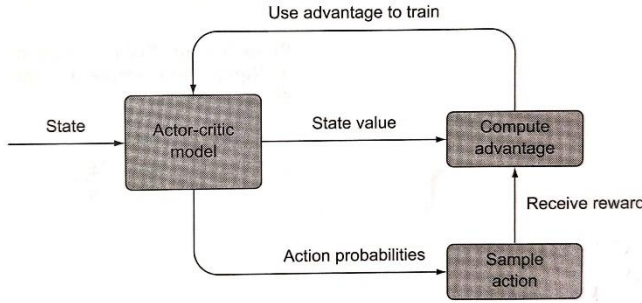 Use advantage to train
State
Actor-critic
model
State value
Compute
advantage
Receive reward
Action probabilities
Sample
action